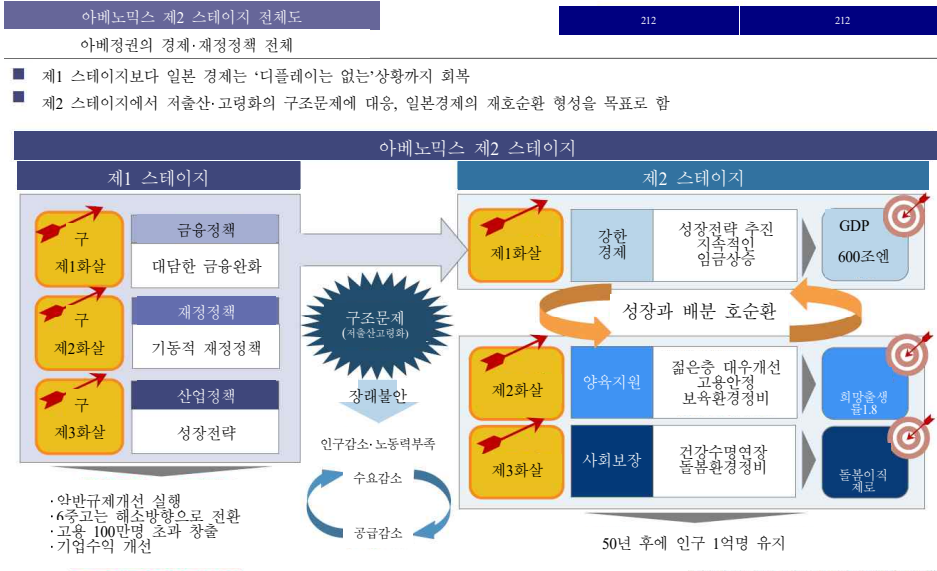 아베노믹스 제2 스테이지 전체도
212
212
아베정권의 경제·재정정책 전체
제1 스테이지보다 일본 경제는 ‘디플레이는 없는’상황까지 회복
제2 스테이지에서 저출산·고령화의 구조문제에 대응, 일본경제의 재호순환 형성을 목표로 함
아베노믹스 제2 스테이지
제1 스테이지
구
제1화살
금융정책
대담한 금융완화
구
제2화살
재정정책
기동적 재정정책
구
제3화살
산업정책
성장전략
·악반규제개선 실행
·6중고는 해소방향으로 전환
·고용 100만명 초과 창출
·기업수익 개선
구조문제
(저출산고령화)
장래불안
인구감소·노동력부족
수요감소
공급감소
제2 스테이지
제1화살
강한
경제
성장전략 추진
지속적인
임금상승
GDP
600조엔
성장과 배분 호순환
제2화살
양육지원
젊은층 대우개선
고용안정
보육환경정비
희망출생
률1.8
제3화살
사회보장
건강수명연장
돌봄환경정비
돌봄이직
제로
50년 후에 인구 1억명 유지